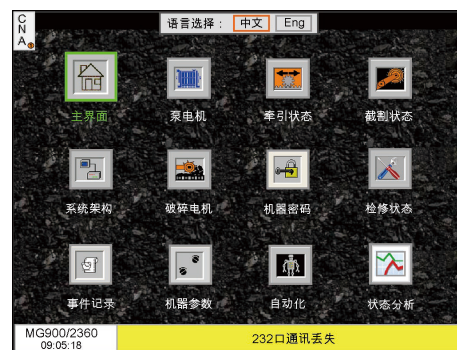 CNA
语言选择： 中文 Eng
主界面 泵电机 牵引状态 截割状态
系统架构 破碎电机 机器密码 检修状态
事件记录 机器参数 自动化 状态分析
MG900/2360
09:05:18
232口通讯丢失